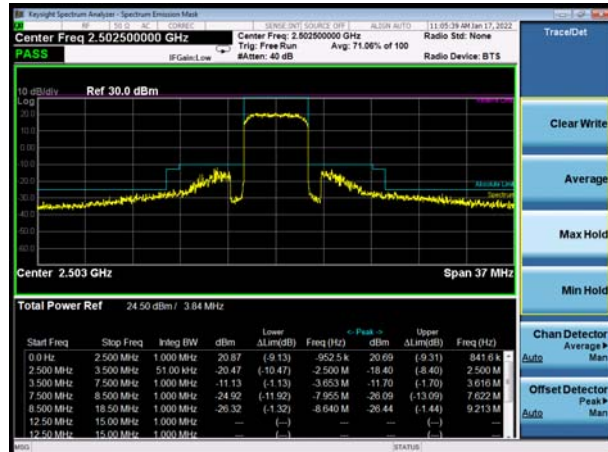 Keysight Spectrum Analyzer - Spectrum Emission Mask
RF 50 Ω AC CORREC SENSE:INT SOURCE OFF ALIGN AUTO 11:05:39 AM Jan 17, 2022
Center Freq 2.502500000 GHz
Center Freq: 2.502500000 GHz
Radio Std: None
Trig: Free Run Avg: 71.06% of 100
PASS
IFGain:Low
#Atten: 40 dB
Radio Device: BTS
10 dB/div Ref 30.0 dBm
Log
20.0
10.0
0.00
-10.0
-20.0
-30.0
-40.0
-50.0
-60.0
Absolute Limit
Spectrum
Center 2.503 GHz Span 37 MHz
Total Power Ref 24.50 dBm / 3.84 MHz
Lower <- Peak -> Upper
Start Freq Stop Freq Integ BW dBm ΔLim(dB) Freq (Hz) dBm ΔLim(dB) Freq (Hz)
0.0 Hz 2.500 MHz 1.000 MHz 20.87 (-9.13) -952.5 k 20.69 (-9.31) 841.6 k
2.500 MHz 3.500 MHz 51.00 kHz -20.47 (-10.47) -2.500 M -18.40 (-8.40) 2.500 M
3.500 MHz 7.500 MHz 1.000 MHz -11.13 (-1.13) -3.653 M -11.70 (-1.70) 3.616 M
7.500 MHz 8.500 MHz 1.000 MHz -24.92 (-11.92) -7.955 M -26.09 (-13.09) 7.622 M
8.500 MHz 18.50 MHz 1.000 MHz -26.32 (-1.32) -8.640 M -26.44 (-1.44) 9.213 M
12.50 MHz 15.00 MHz 1.000 MHz --- (---) --- (---) ---
12.50 MHz 15.00 MHz 1.000 MHz --- (---) --- (---) ---
MSG STATUS
Trace/Det
Clear Write
Average
Max Hold
Min Hold
Chan Detector
Average
Auto Man
Offset Detector
Peak
Auto Man